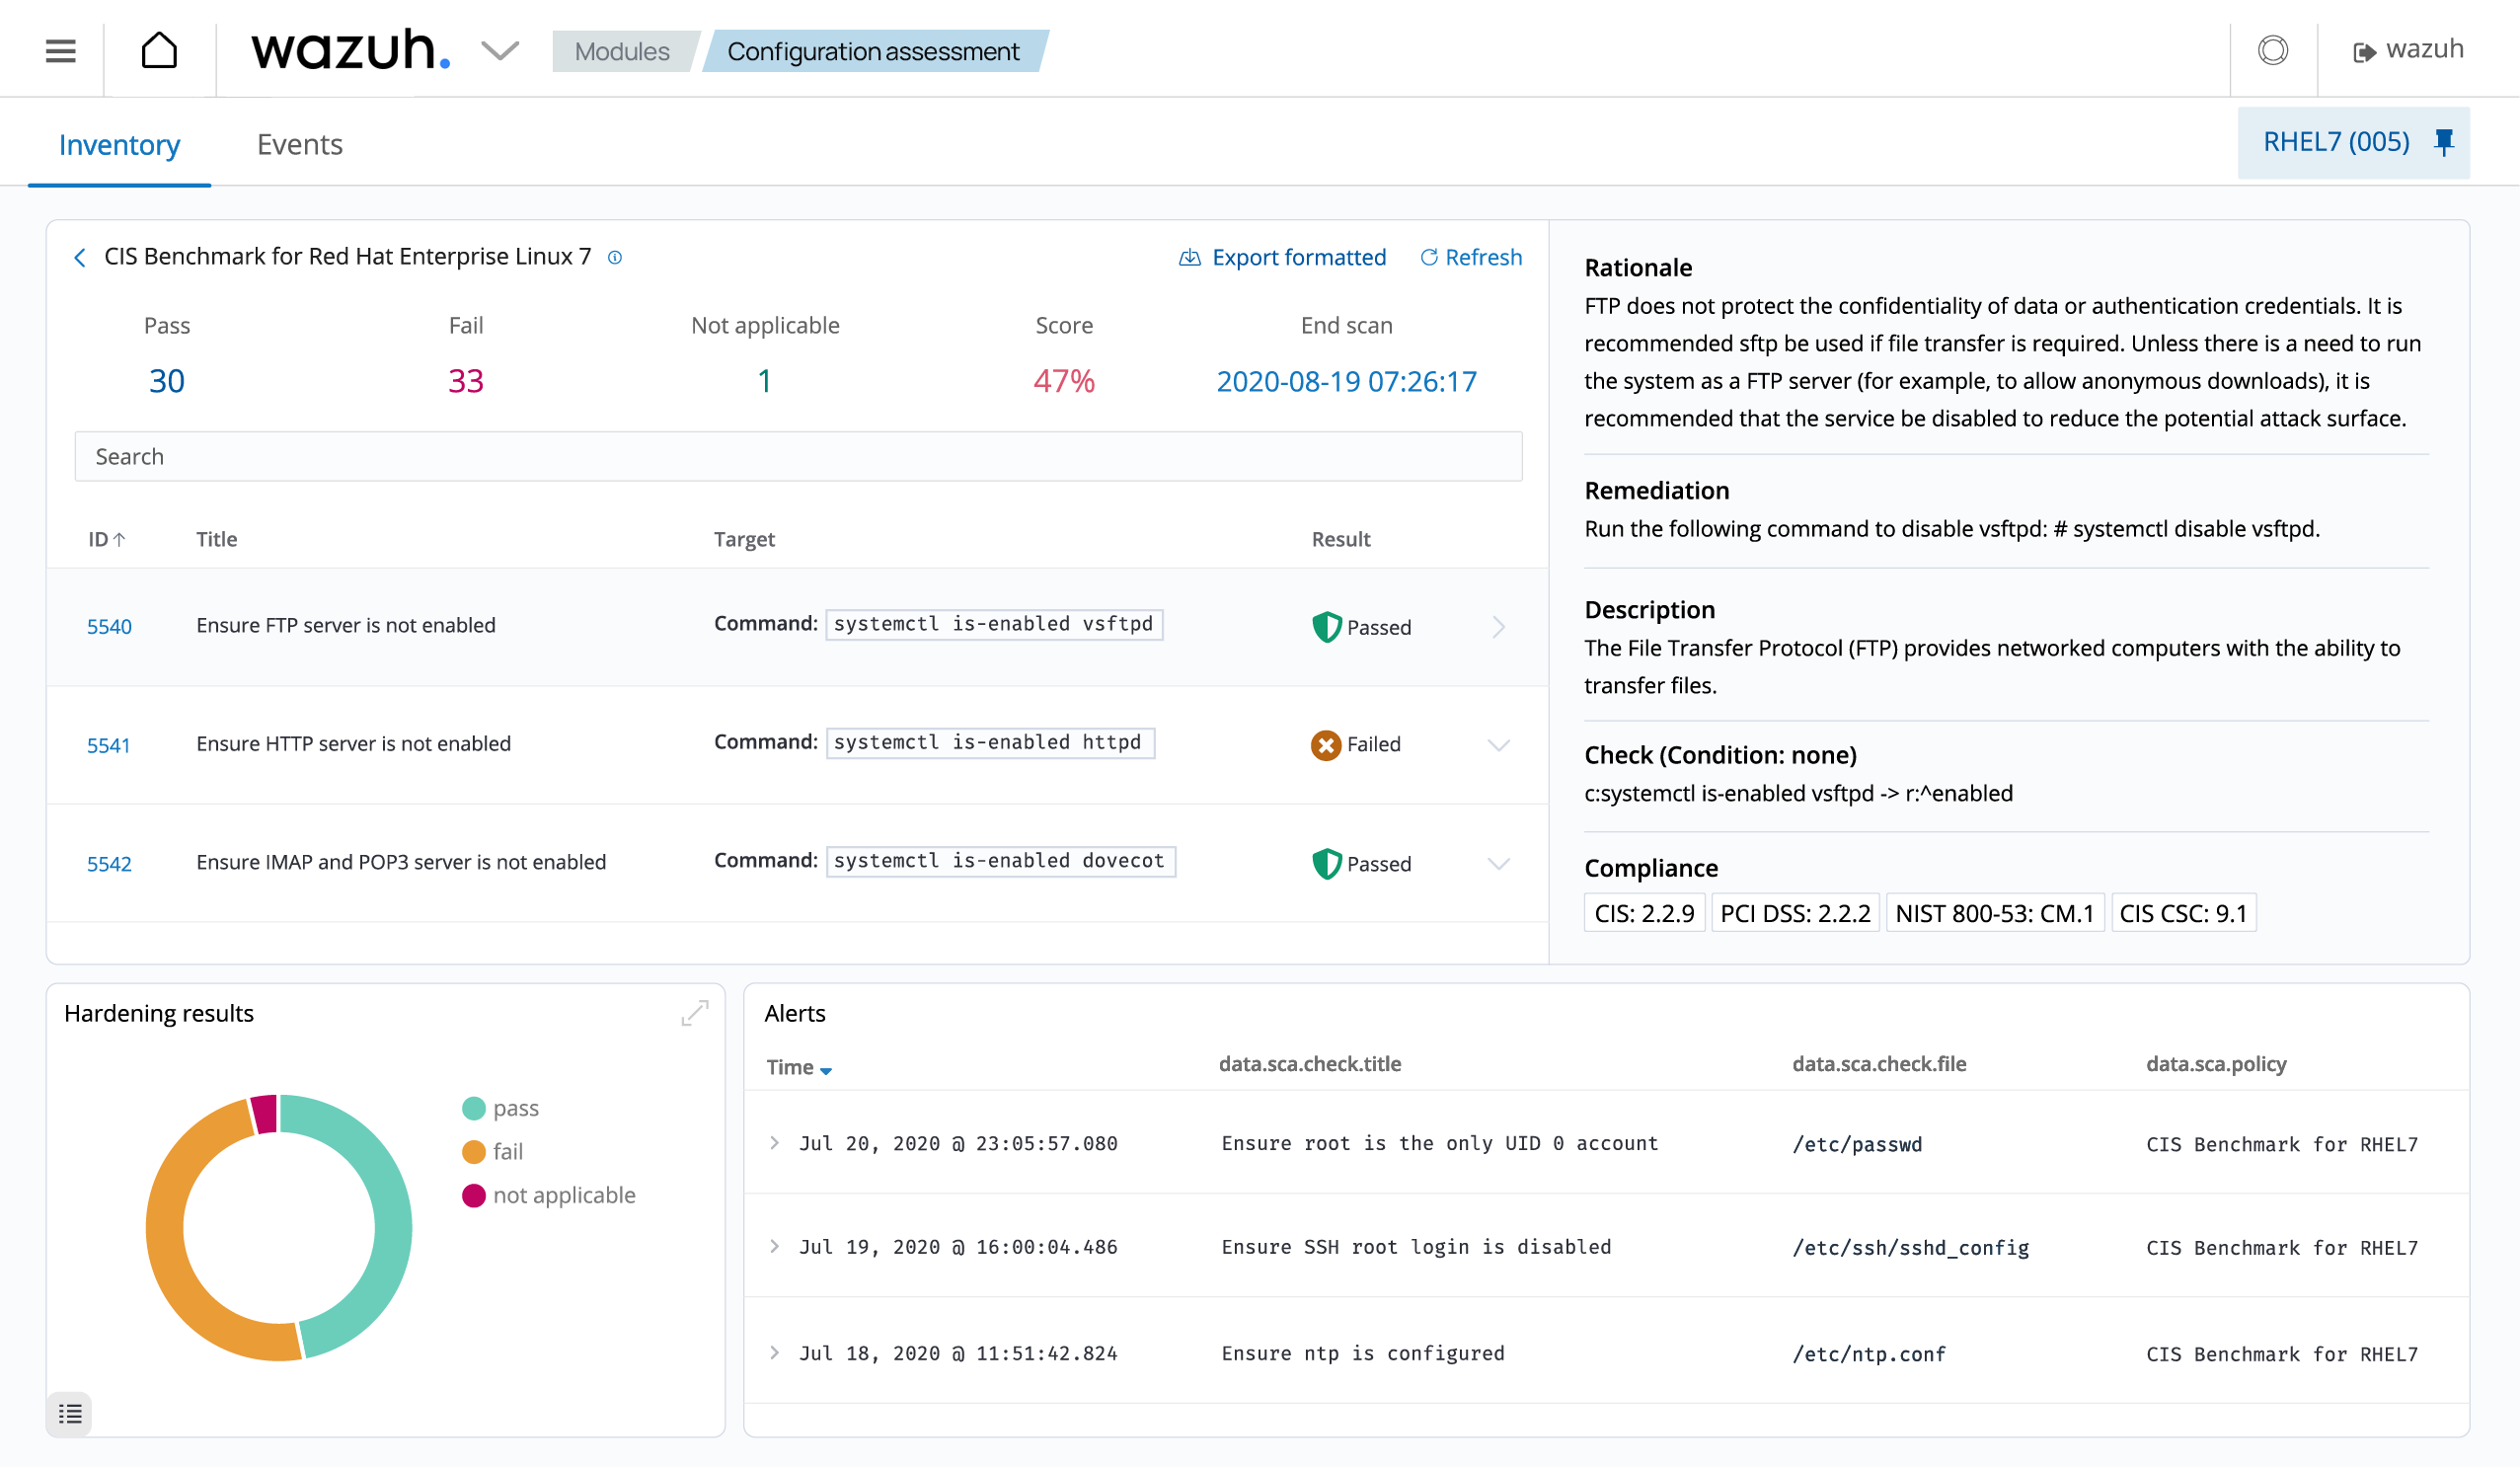 wazuh.
Modules
Configuration assessment
wazuh
Inventory
Events
RHEL7 (005)
CIS Benchmark for Red Hat Enterprise Linux 7
Export formatted
Refresh
Pass
Fail
Not applicable
Score
End scan
30
33
1
47%
2020-08-19 07:26:17
Search
ID
Title
Target
Result
5540
Ensure FTP server is not enabled
Command: systemctl is-enabled vsftpd
Passed
5541
Ensure HTTP server is not enabled
Command: systemctl is-enabled httpd
Failed
5542
Ensure IMAP and POP3 server is not enabled
Command: systemctl is-enabled dovecot
Passed
Rationale
FTP does not protect the confidentiality of data or authentication credentials. It is
recommended sftp be used if file transfer is required. Unless there is a need to run
the system as a FTP server (for example, to allow anonymous downloads), it is
recommended that the service be disabled to reduce the potential attack surface.
Remediation
Run the following command to disable vsftpd: # systemctl disable vsftpd.
Description
The File Transfer Protocol (FTP) provides networked computers with the ability to
transfer files.
Check (Condition: none)
c:systemctl is-enabled vsftpd -> r:^enabled
Compliance
CIS: 2.2.9
PCI DSS: 2.2.2
NIST 800-53: CM.1
CIS CSC: 9.1
Hardening results
pass
fail
not applicable
Alerts
Time
data.sca.check.title
data.sca.check.file
data.sca.policy
Jul 20, 2020 @ 23:05:57.080
Ensure root is the only UID 0 account
/etc/passwd
CIS Benchmark for RHEL7
Jul 19, 2020 @ 16:00:04.486
Ensure SSH root login is disabled
/etc/ssh/sshd_config
CIS Benchmark for RHEL7
Jul 18, 2020 @ 11:51:42.824
Ensure ntp is configured
/etc/ntp.conf
CIS Benchmark for RHEL7